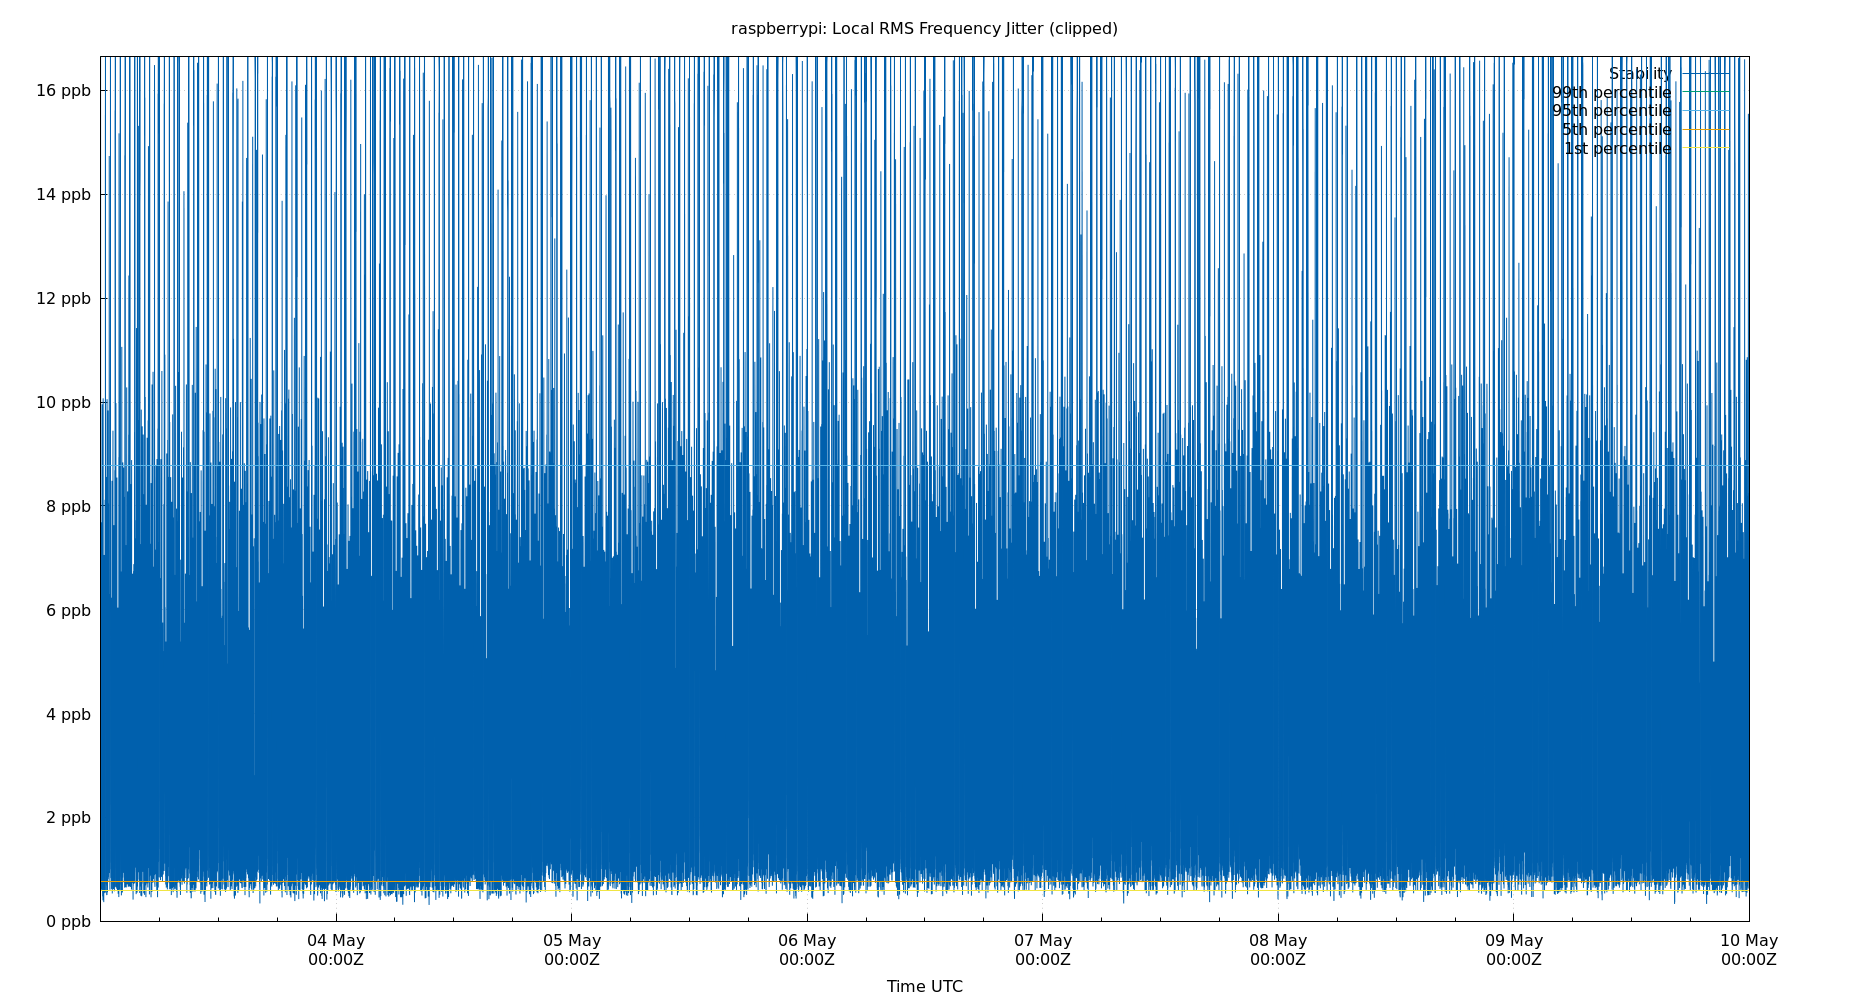 raspberrypi: Local RMS Frequency Jitter (clipped)
Stability
99th percentile
95th percentile
5th percentile
1st percentile
16 ppb
14 ppb
12 ppb
10 ppb
8 ppb
6 ppb
4 ppb
2 ppb
0 ppb
04 May 05 May 06 May 07 May 08 May 09 May 10 May
00:00Z 00:00Z 00:00Z 00:00Z 00:00Z 00:00Z 00:00Z
Time UTC